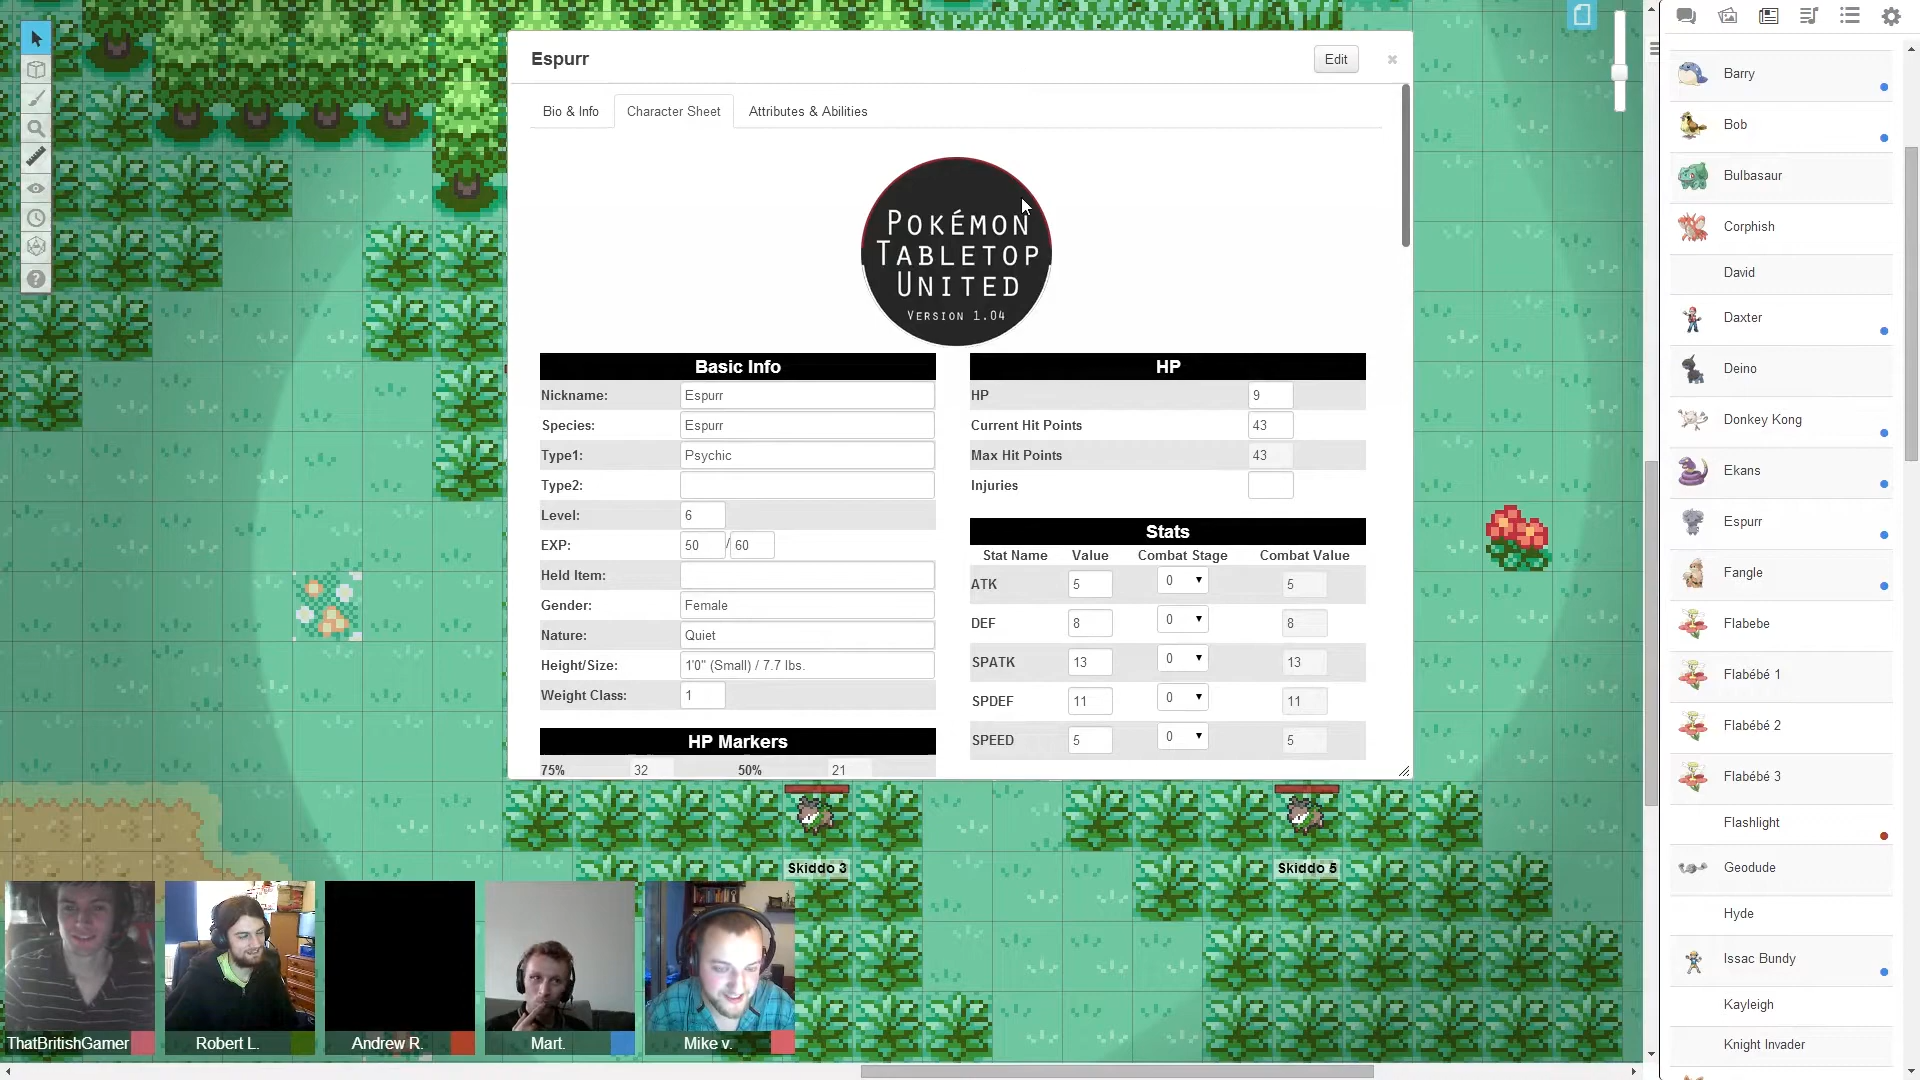 Espurr
Edit
×
Bio & Info
Character Sheet
Attributes & Abilities
POKÉMON
TABLETOP
UNITED
VERSION 1.04
Basic Info
Nickname: Espurr
Species: Espurr
Type1: Psychic
Type2:
Level: 6
EXP: 50 / 60
Held Item:
Gender: Female
Nature: Quiet
Height/Size: 1'0" (Small) / 7.7 lbs.
Weight Class: 1
HP Markers
75% 32 50% 21
HP
HP 9
Current Hit Points 43
Max Hit Points 43
Injuries
Stats
Stat Name Value Combat Stage Combat Value
ATK 5 0 5
DEF 8 0 8
SPATK 13 0 13
SPDEF 11 0 11
SPEED 5 0 5
Skiddo 3
Skiddo 5
ThatBritishGamer
Robert L.
Andrew R.
Mart.
Mike v.
Barry
Bob
Bulbasaur
Corphish
David
Daxter
Deino
Donkey Kong
Ekans
Espurr
Fangle
Flabebe
Flabébé 1
Flabébé 2
Flabébé 3
Flashlight
Geodude
Hyde
Issac Bundy
Kayleigh
Knight Invader